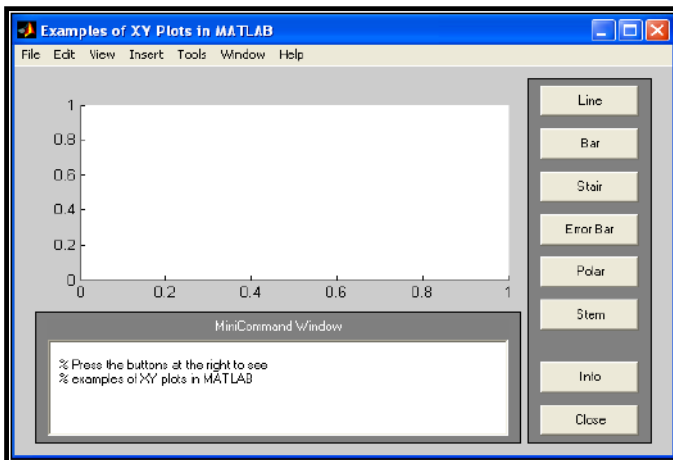 Examples of XY Plots in MATLAB
File Edit View Insert Tools Window Help
1
0.8
0.6
0.4
0.2
0
0 0.2 0.4 0.6 0.8 1
MiniCommand Window
% Press the buttons at the right to see
% examples of XY plots in MATLAB
Line
Bar
Stair
Error Bar
Polar
Stem
Info
Close